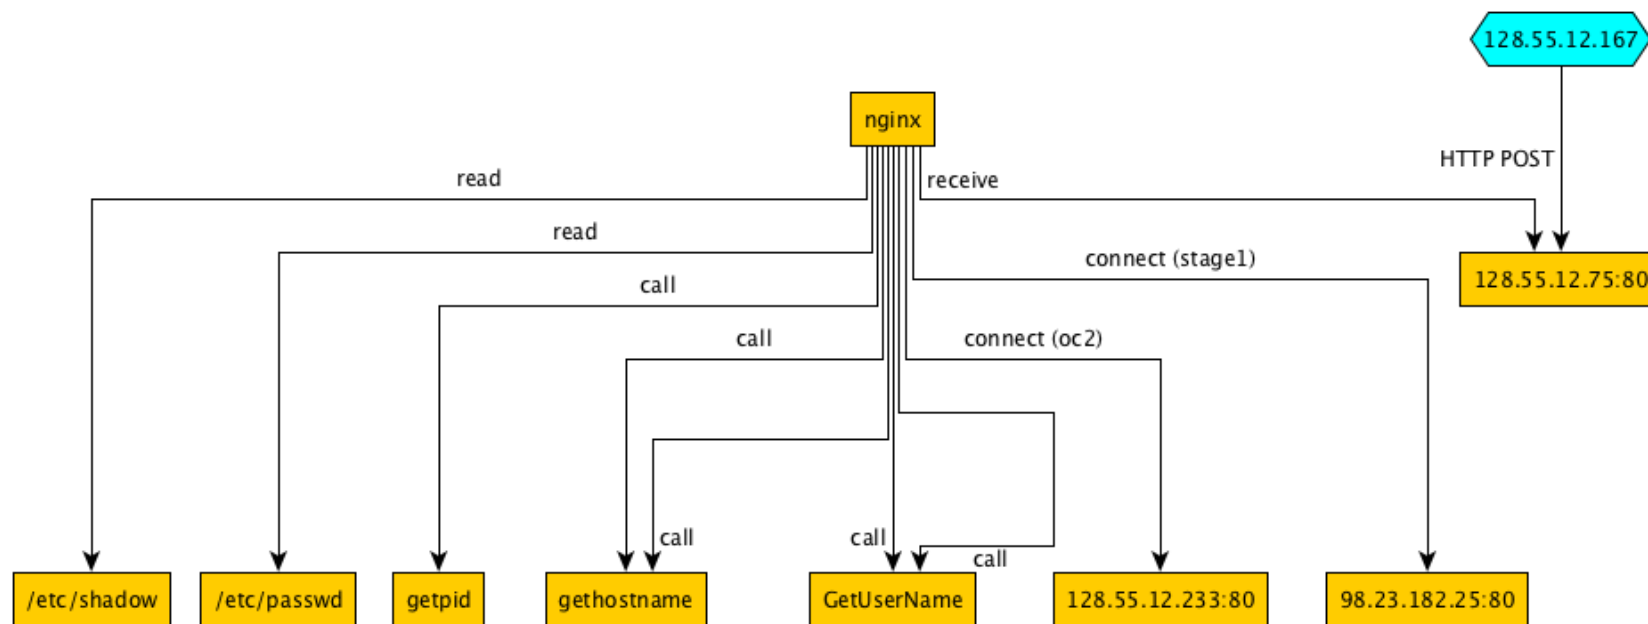 128.55.12.167
nginx
HTTP POST
read
receive
read
connect (stage1)
128.55.12.75:80
call
call
connect (oc2)
call
call
call
/etc/shadow
/etc/passwd
getpid
gethostname
GetUserName
128.55.12.233:80
98.23.182.25:80